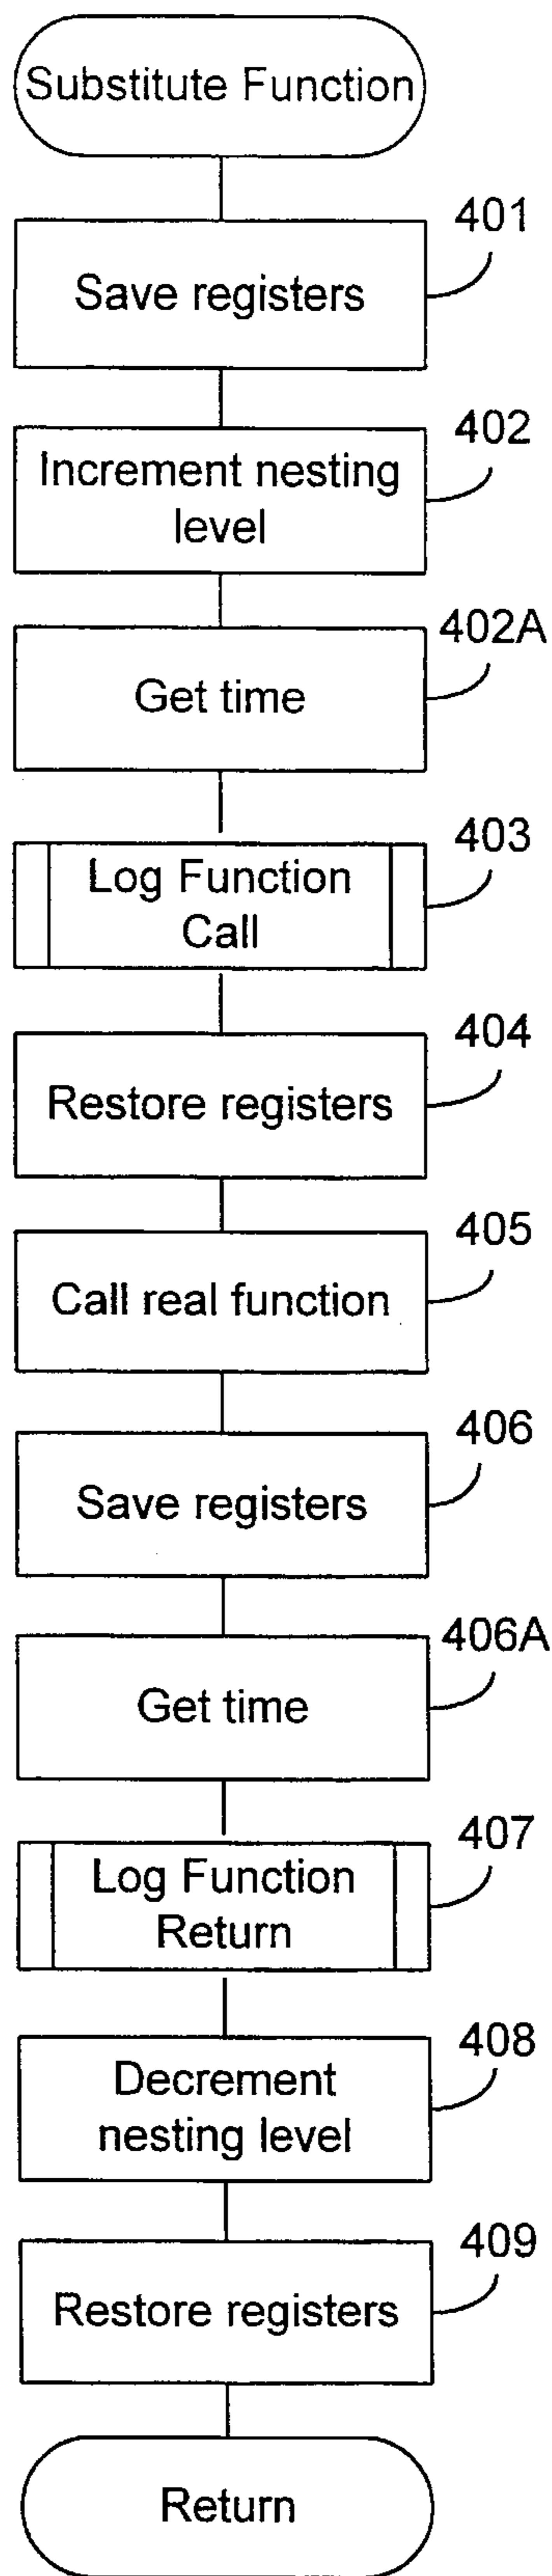 Substitute Function
401
Save registers
402
Increment nesting
level
402A
Get time
403
Log Function
Call
404
Restore registers
405
Call real function
406
Save registers
406A
Get time
407
Log Function
Return
408
Decrement
nesting level
409
Restore registers
Return